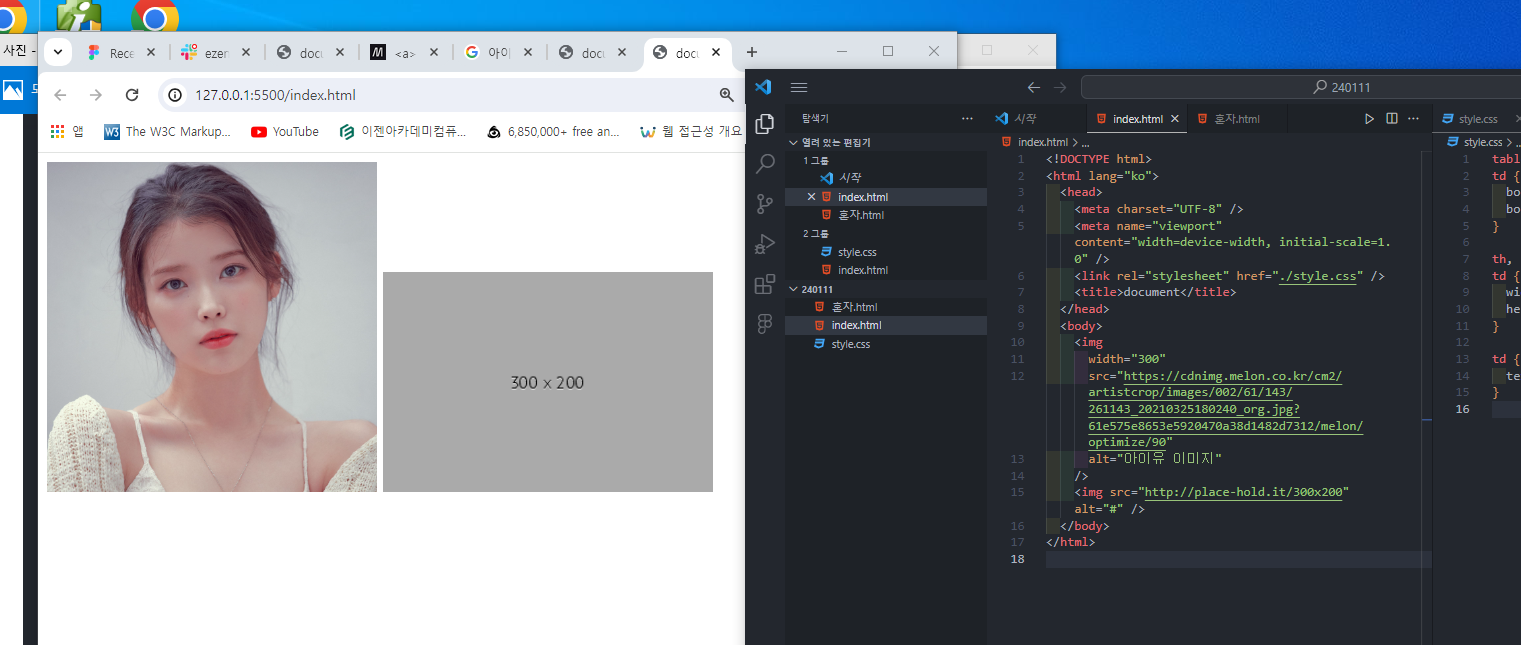 사진 -
Rece
ezen
docu
<a>
아이
docu
docu
127.0.0.1:5500/index.html
앱
The W3C Markup...
YouTube
이젠아카데미컴퓨...
6,850,000+ free an...
웹 접근성 개요
300 x 200
240111
탐색기
시작
index.html
혼자.html
style.css
열려 있는 편집기
1 그룹
시작
index.html
혼자.html
2 그룹
style.css
index.html
240111
혼자.html
index.html
style.css
index.html > ...
1 <!DOCTYPE html>
2 <html lang="ko">
3 <head>
4 <meta charset="UTF-8" />
5 <meta name="viewport"
content="width=device-width, initial-scale=1.
0" />
6 <link rel="stylesheet" href="./style.css" />
7 <title>document</title>
8 </head>
9 <body>
10 <img
11 width="300"
12 src="https://cdnimg.melon.co.kr/cm2/
artistcrop/images/002/61/143/
261143_20210325180240_org.jpg?
61e575e8653e5920470a38d1482d7312/melon/
optimize/90"
13 alt="아이유 이미지"
14 />
15 <img src="http://place-hold.it/300x200"
alt="#" />
16 </body>
17 </html>
18
style.css > ...
1 tabl
2 td {
3 bo
4 bo
5 }
6
7 th,
8 td {
9 wi
10 he
11 }
12
13 td {
14 te
15 }
16